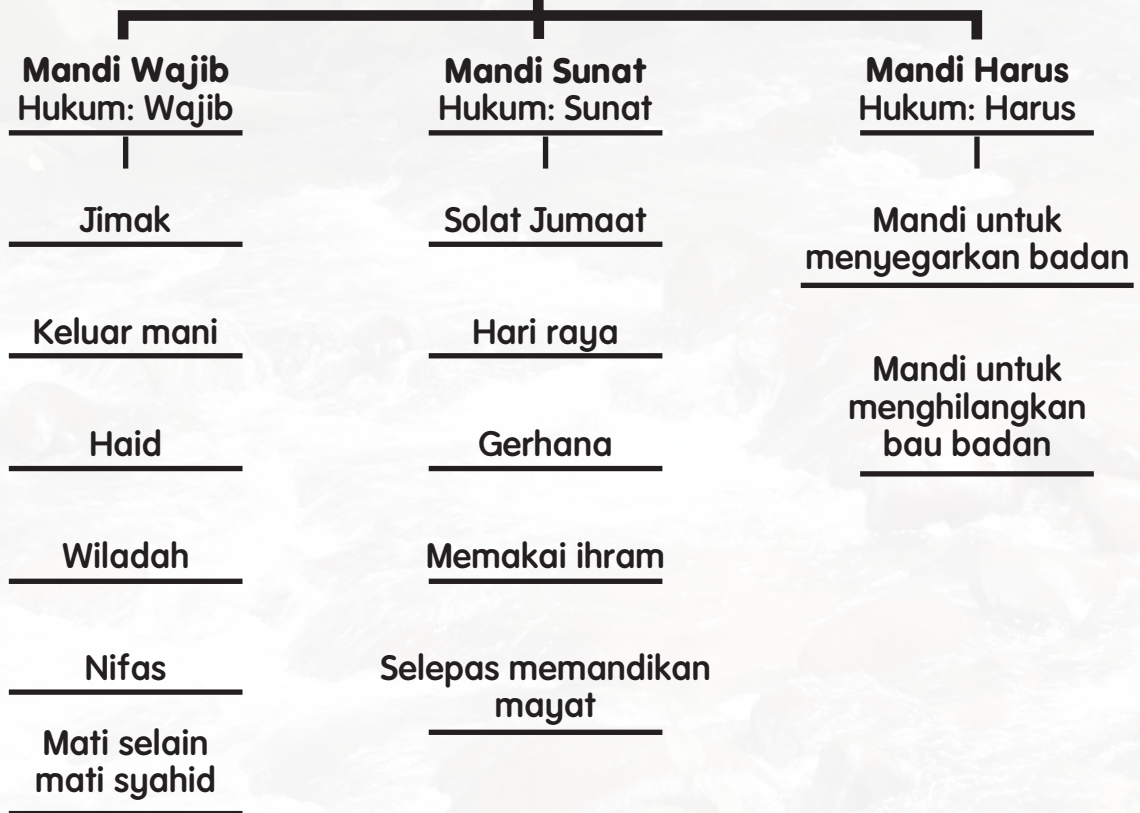 Mandi Wajib
Hukum: Wajib
Jimak
Keluar mani
Haid
Wiladah
Nifas
Mati selain
mati syahid
Mandi Sunat
Hukum: Sunat
Solat Jumaat
Hari raya
Gerhana
Memakai ihram
Selepas memandikan
mayat
Mandi Harus
Hukum: Harus
Mandi untuk
menyegarkan badan
Mandi untuk
menghilangkan
bau badan